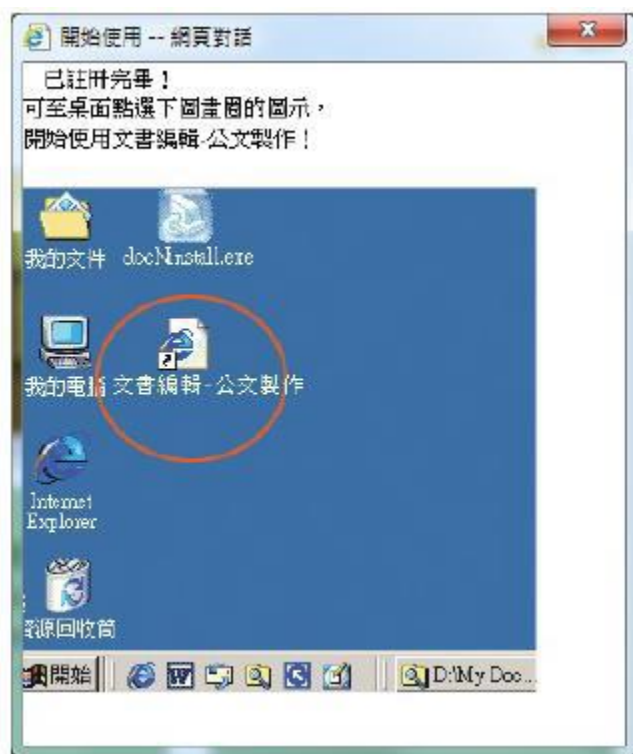 開始使用 -- 網頁對話
已註冊完畢！
可至桌面點選下圖畫圈的圖示，
開始使用文書編輯-公文製作！
我的文件
docNinstall.exe
我的電腦
文書編輯-公文製作
Internet
Explorer
資源回收筒
開始
D:\My Doc...